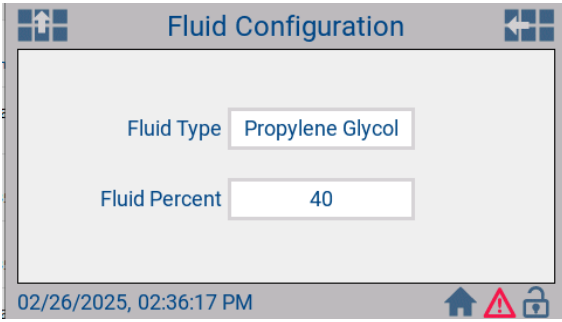 Fluid Configuration
Fluid Type Propylene Glycol
Fluid Percent 40
02/26/2025, 02:36:17 PM